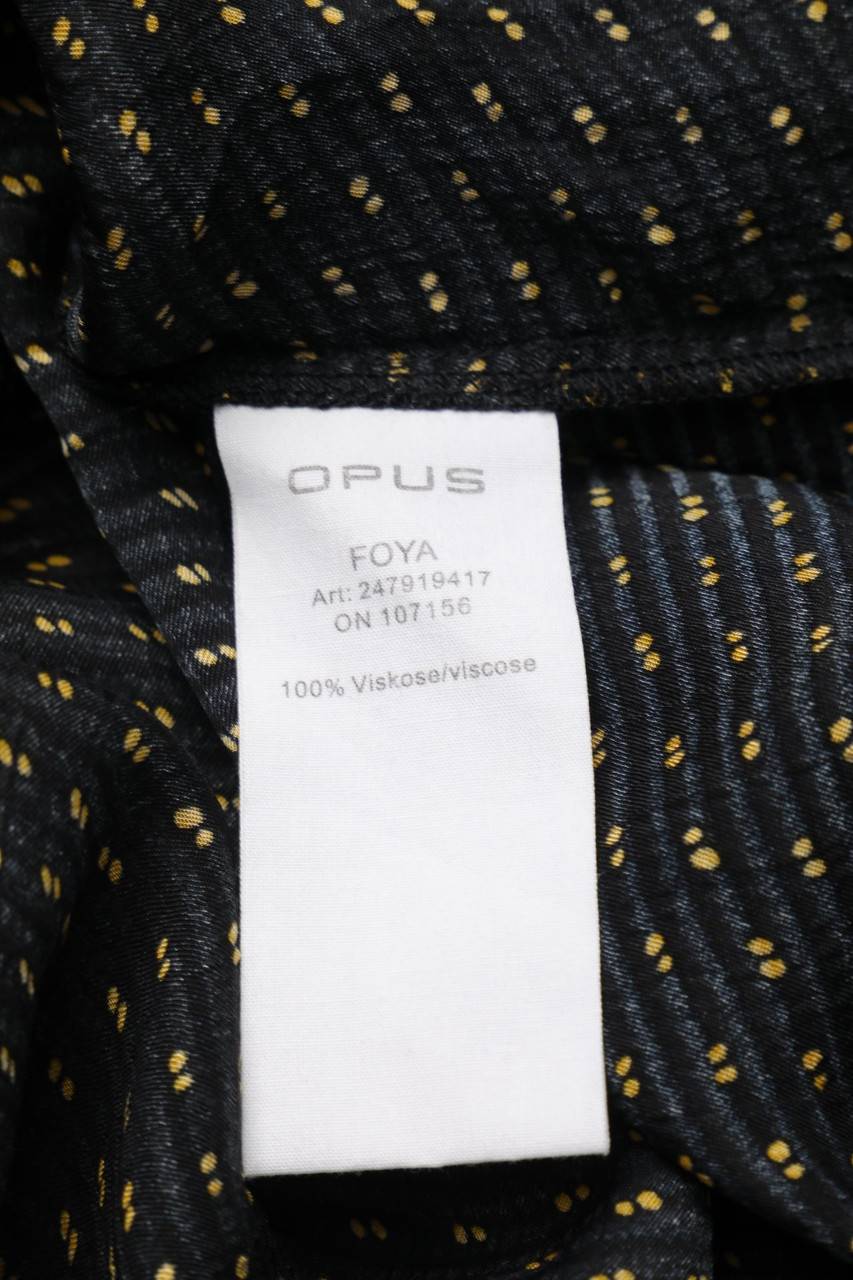 OPUS
FOYA
Art: 247919417
ON 107156
100% Viskose/viscose